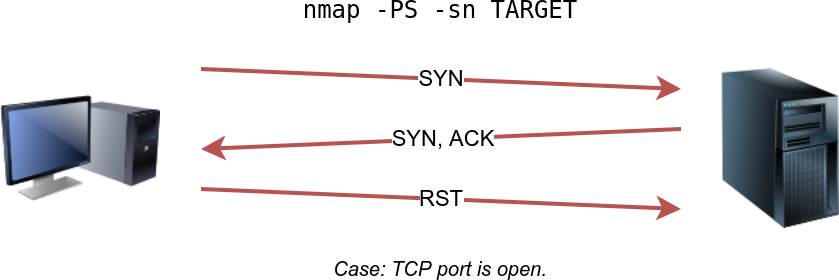 nmap -PS -sn TARGET
SYN
SYN, ACK
RST
Case: TCP port is open.